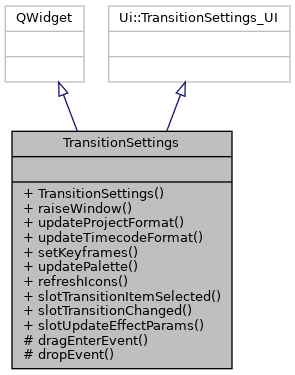 QWidget
Ui::TransitionSettings_UI
TransitionSettings
+ TransitionSettings()
+ raiseWindow()
+ updateProjectFormat()
+ updateTimecodeFormat()
+ setKeyframes()
+ updatePalette()
+ refreshIcons()
+ slotTransitionItemSelected()
+ slotTransitionChanged()
+ slotUpdateEffectParams()
# dragEnterEvent()
# dropEvent()